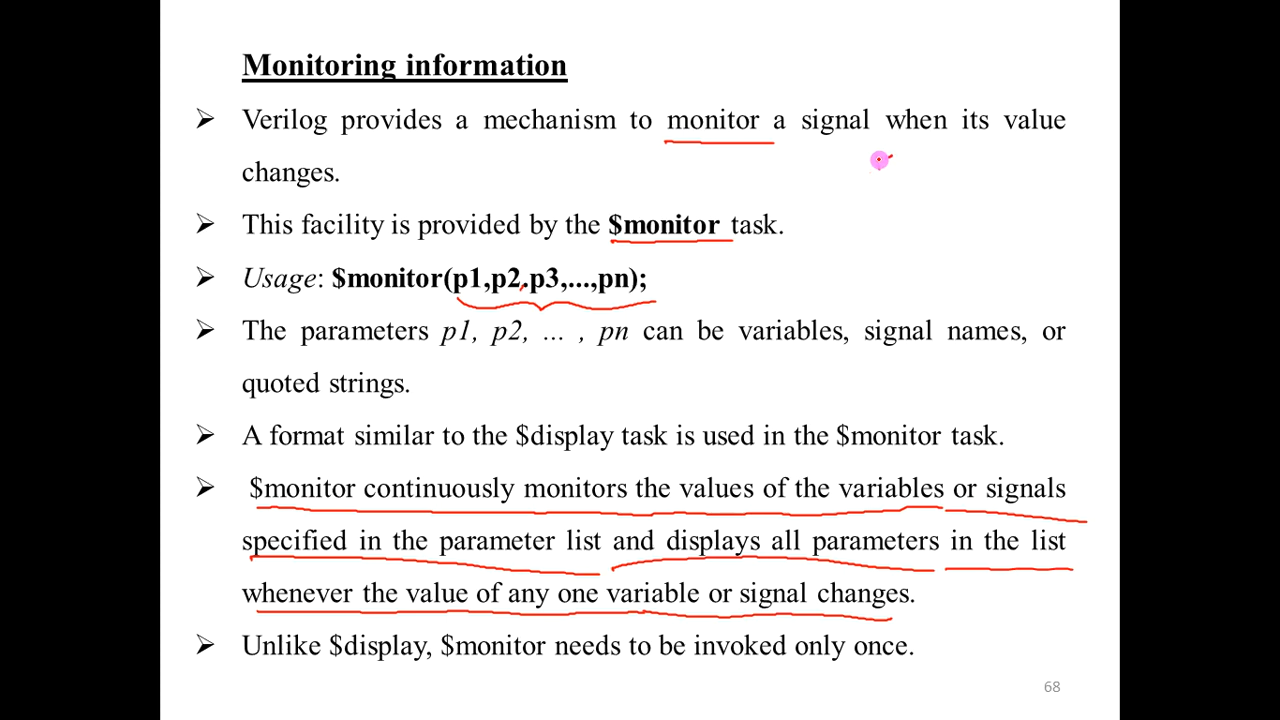 Monitoring information
➢ Verilog provides a mechanism to monitor a signal when its value
changes.
➢ This facility is provided by the $monitor task.
➢ Usage: $monitor(p1,p2.p3,...,pn);
➢ The parameters p1, p2, ... , pn can be variables, signal names, or
quoted strings.
➢ A format similar to the $display task is used in the $monitor task.
➢ $monitor continuously monitors the values of the variables or signals
specified in the parameter list and displays all parameters in the list
whenever the value of any one variable or signal changes.
➢ Unlike $display, $monitor needs to be invoked only once.
68